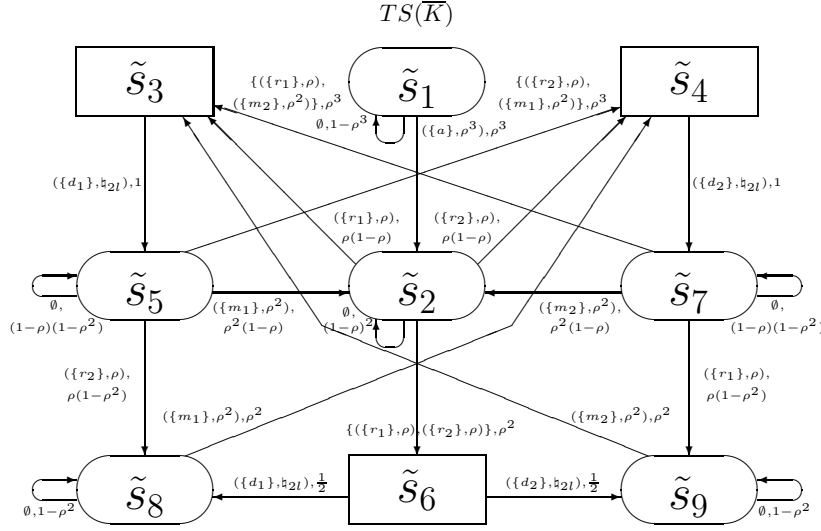 TS(K̅)
s̃₃
s̃₁
s̃₄
{({r₁},ρ),
({m₂},ρ²)},ρ³
{({r₂},ρ),
({m₁},ρ²)},ρ³
∅,1−ρ³
({a},ρ³),ρ³
({d₁},♮₂ₗ),1
({d₂},♮₂ₗ),1
({r₁},ρ),
ρ(1−ρ)
({r₂},ρ),
ρ(1−ρ)
s̃₅
s̃₂
s̃₇
∅,
(1−ρ)(1−ρ²)
({m₁},ρ²),
ρ²(1−ρ)
∅,
(1−ρ)²
({m₂},ρ²),
ρ²(1−ρ)
∅,
(1−ρ)(1−ρ²)
({r₂},ρ),
ρ(1−ρ²)
({r₁},ρ),
ρ(1−ρ²)
({m₁},ρ²),ρ²
({m₂},ρ²),ρ²
{({r₁},ρ),({r₂},ρ)},ρ²
s̃₈
s̃₆
s̃₉
({d₁},♮₂ₗ),½
({d₂},♮₂ₗ),½
∅,1−ρ²
∅,1−ρ²